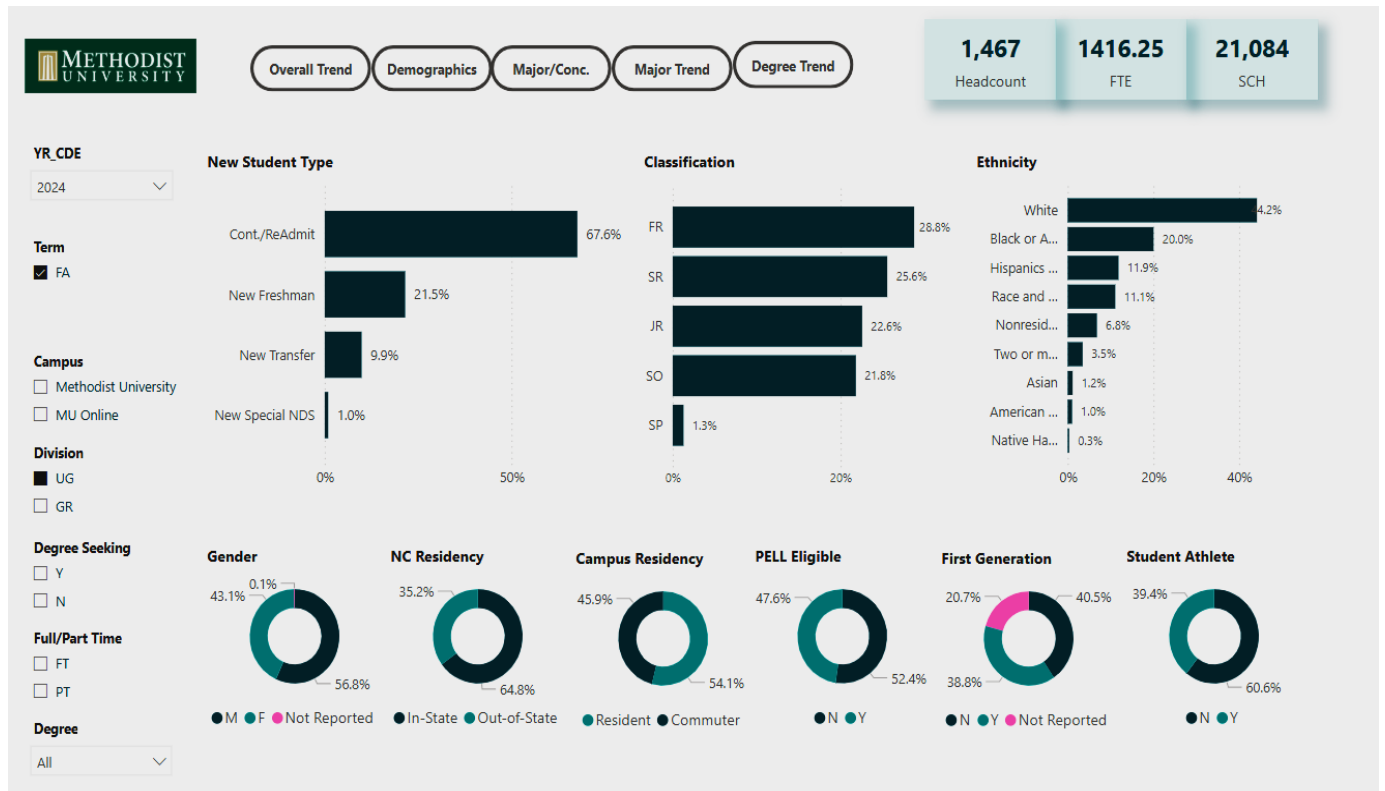 METHODIST
UNIVERSITY
Overall Trend
Demographics
Major/Conc.
Major Trend
Degree Trend
1,467
Headcount
1416.25
FTE
21,084
SCH
YR_CDE
2024
Term
FA
Campus
Methodist University
MU Online
Division
UG
GR
Degree Seeking
Y
N
Full/Part Time
FT
PT
Degree
All
New Student Type
Cont./ReAdmit 67.6%
New Freshman 21.5%
New Transfer 9.9%
New Special NDS 1.0%
0% 50%
Classification
FR 28.8%
SR 25.6%
JR 22.6%
SO 21.8%
SP 1.3%
0% 20%
Ethnicity
White 4.2%
Black or A... 20.0%
Hispanics ... 11.9%
Race and ... 11.1%
Nonresid... 6.8%
Two or m... 3.5%
Asian 1.2%
American ... 1.0%
Native Ha... 0.3%
0% 20% 40%
Gender
0.1%
43.1%
56.8%
M F Not Reported
NC Residency
35.2%
64.8%
In-State Out-of-State
Campus Residency
45.9%
54.1%
Resident Commuter
PELL Eligible
47.6%
52.4%
N Y
First Generation
20.7% 40.5%
38.8%
N Y Not Reported
Student Athlete
39.4%
60.6%
N Y